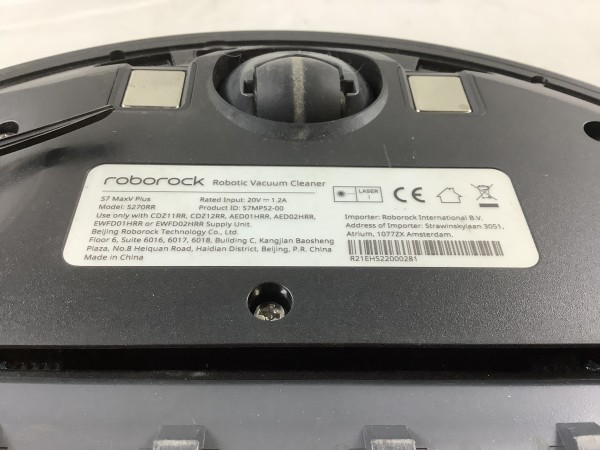 roborock Robotic Vacuum Cleaner
S7 MaxV Plus Rated Input: 20V ⎓ 1.2A
Model: S270RR Product ID: S7MP52-00
Use only with CDZ11RR, CDZ12RR, AED01HRR, AED02HRR,
EWFD01HRR or EWFD02HRR Supply Unit.
Beijing Roborock Technology Co., Ltd.
Floor 6, Suite 6016, 6017, 6018, Building C, Kangjian Baosheng
Plaza, No.8 Heiquan Road, Haidian District, Beijing, P.R. China
Made in China
LASER
1
CE
Importer: Roborock International B.V.
Address of Importer: Strawinskylaan 3051,
Atrium, 1077ZX Amsterdam.
R21EHS22000281